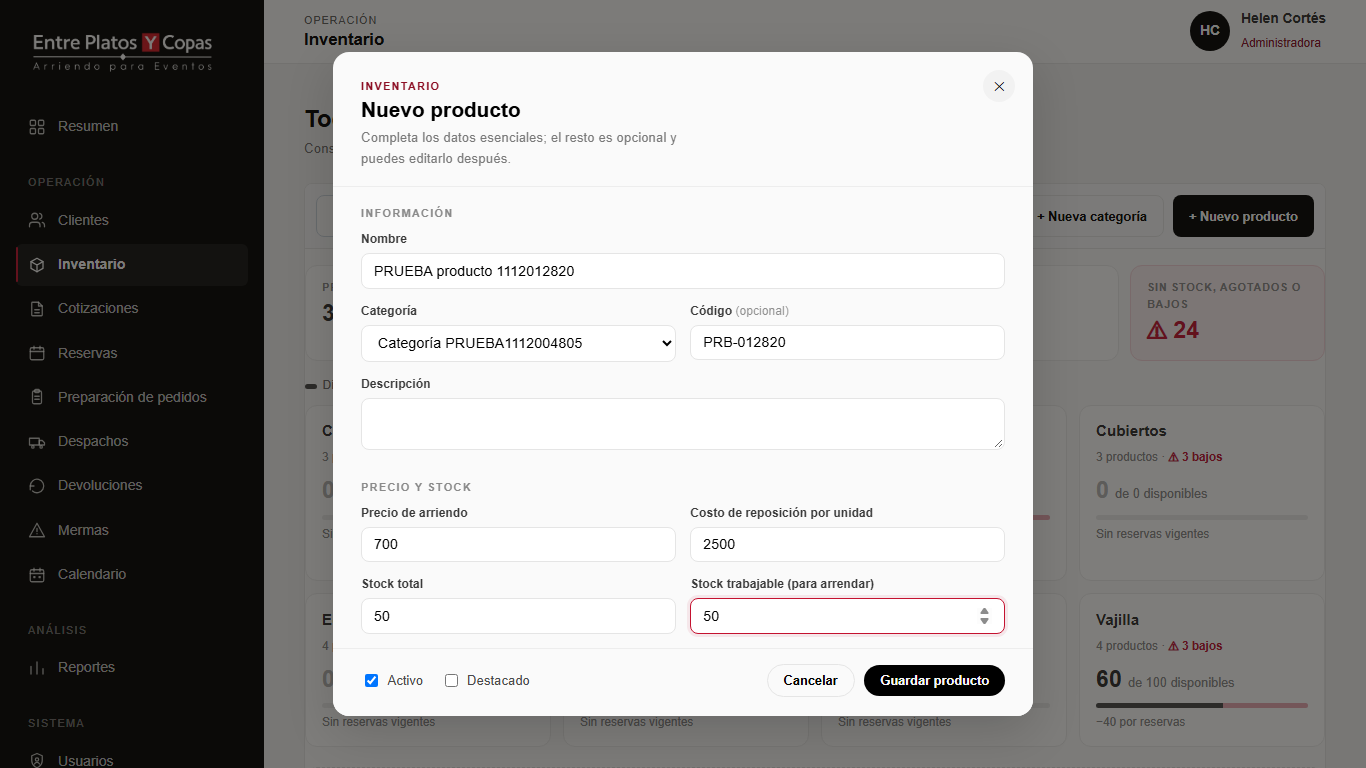 Entre Platos Y Copas
Arriendo para Eventos
Resumen
OPERACIÓN
Clientes
Inventario
Cotizaciones
Reservas
Preparación de pedidos
Despachos
Devoluciones
Mermas
Calendario
ANÁLISIS
Reportes
SISTEMA
Usuarios
OPERACIÓN
Inventario
HC
Helen Cortés
Administradora
+ Nueva categoría
+ Nuevo producto
SIN STOCK, AGOTADOS O
BAJOS
⚠ 24
INVENTARIO
Nuevo producto
Completa los datos esenciales; el resto es opcional y
puedes editarlo después.
INFORMACIÓN
Nombre
PRUEBA producto 1112012820
Categoría
Código (opcional)
Categoría PRUEBA1112004805
PRB-012820
Descripción
PRECIO Y STOCK
Precio de arriendo
Costo de reposición por unidad
700
2500
Stock total
Stock trabajable (para arrendar)
50
50
Activo
Destacado
Cancelar
Guardar producto
Cubiertos
3 productos · ⚠ 3 bajos
0 de 0 disponibles
Sin reservas vigentes
Vajilla
4 productos · ⚠ 3 bajos
60 de 100 disponibles
−40 por reservas
Sin reservas vigentes
Sin reservas vigentes
Sin reservas vigentes